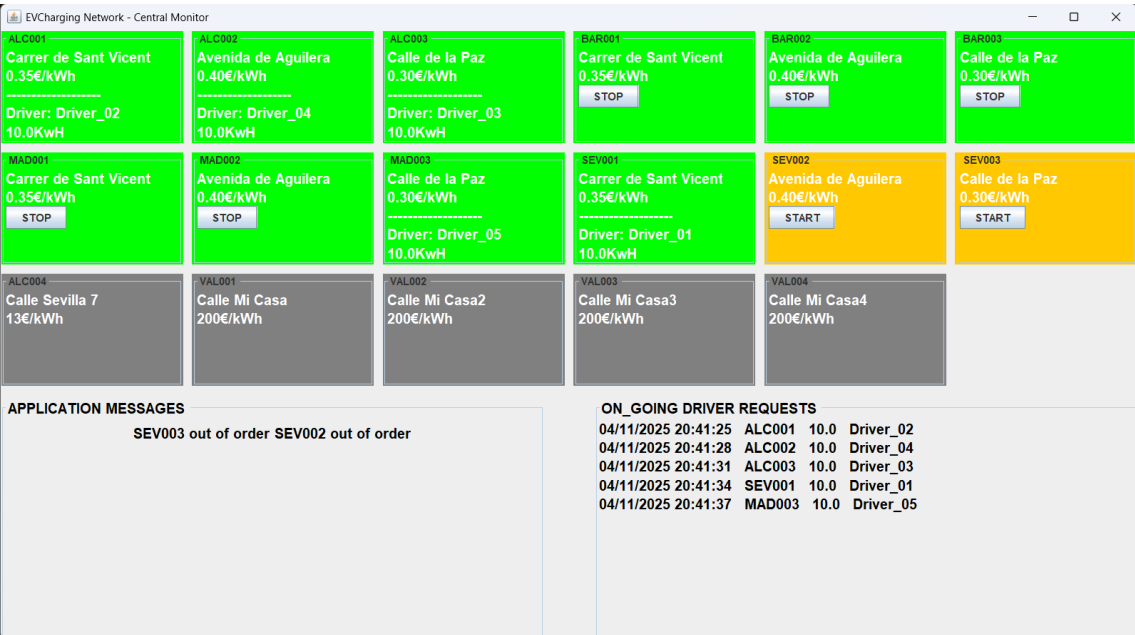 EVCharging Network - Central Monitor
ALC001
Carrer de Sant Vicent
0.35€/kWh
--------------------
Driver: Driver_02
10.0KwH
ALC002
Avenida de Aguilera
0.40€/kWh
--------------------
Driver: Driver_04
10.0KwH
ALC003
Calle de la Paz
0.30€/kWh
--------------------
Driver: Driver_03
10.0KwH
BAR001
Carrer de Sant Vicent
0.35€/kWh
STOP
BAR002
Avenida de Aguilera
0.40€/kWh
STOP
BAR003
Calle de la Paz
0.30€/kWh
STOP
MAD001
Carrer de Sant Vicent
0.35€/kWh
STOP
MAD002
Avenida de Aguilera
0.40€/kWh
STOP
MAD003
Calle de la Paz
0.30€/kWh
--------------------
Driver: Driver_05
10.0KwH
SEV001
Carrer de Sant Vicent
0.35€/kWh
--------------------
Driver: Driver_01
10.0KwH
SEV002
Avenida de Aguilera
0.40€/kWh
START
SEV003
Calle de la Paz
0.30€/kWh
START
ALC004
Calle Sevilla 7
13€/kWh
VAL001
Calle Mi Casa
200€/kWh
VAL002
Calle Mi Casa2
200€/kWh
VAL003
Calle Mi Casa3
200€/kWh
VAL004
Calle Mi Casa4
200€/kWh
APPLICATION MESSAGES
SEV003 out of order SEV002 out of order
ON_GOING DRIVER REQUESTS
04/11/2025 20:41:25 ALC001 10.0 Driver_02
04/11/2025 20:41:28 ALC002 10.0 Driver_04
04/11/2025 20:41:31 ALC003 10.0 Driver_03
04/11/2025 20:41:34 SEV001 10.0 Driver_01
04/11/2025 20:41:37 MAD003 10.0 Driver_05